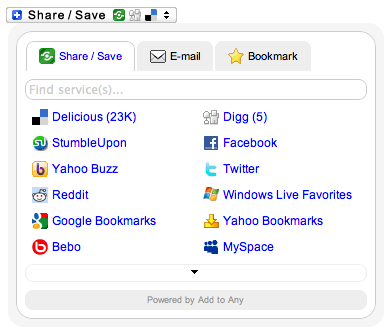 Share / Save
Share / Save E-mail Bookmark
Find service(s)...
Delicious (23K) Digg (5)
StumbleUpon Facebook
Yahoo Buzz Twitter
Reddit Windows Live Favorites
Google Bookmarks Yahoo Bookmarks
Bebo MySpace
Powered by Add to Any